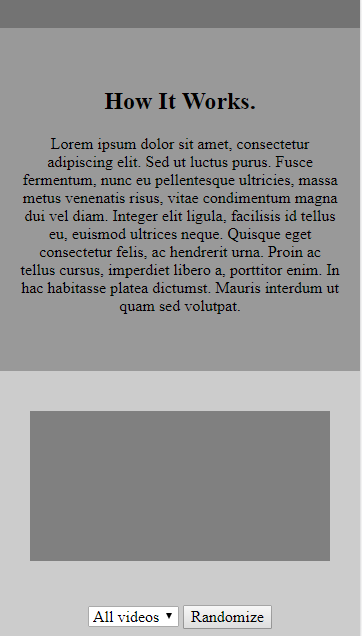 How It Works.
Lorem ipsum dolor sit amet, consectetur
adipiscing elit. Sed ut luctus purus. Fusce
fermentum, nunc eu pellentesque ultricies, massa
metus venenatis risus, vitae condimentum magna
dui vel diam. Integer elit ligula, facilisis id tellus
eu, euismod ultrices neque. Quisque eget
consectetur felis, ac hendrerit urna. Proin ac
tellus cursus, imperdiet libero a, porttitor enim. In
hac habitasse platea dictumst. Mauris interdum ut
quam sed volutpat.
All videos Randomize